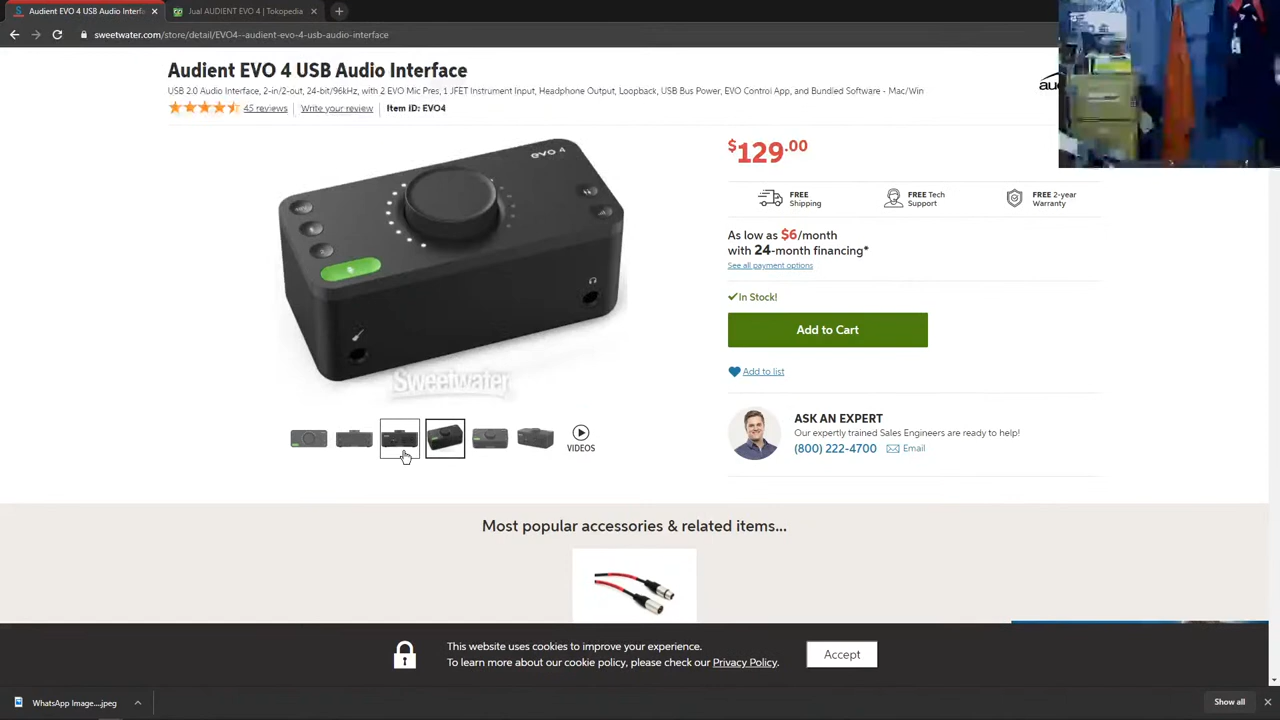 Audient EVO 4 USB Audio Interfa
Jual AUDIENT EVO 4 | Tokopedia
sweetwater.com/store/detail/EVO4--audient-evo-4-usb-audio-interface
Audient EVO 4 USB Audio Interface
USB 2.0 Audio Interface, 2-in/2-out, 24-bit/96kHz, with 2 EVO Mic Pres, 1 JFET Instrument Input, Headphone Output, Loopback, USB Bus Power, EVO Control App, and Bundled Software - Mac/Win
45 reviews
Write your review
Item ID: EVO4
evo 4
Sweetwater
VIDEOS
$129.00
FREE
Shipping
FREE Tech
Support
FREE 2-year
Warranty
As low as $6/month
with 24-month financing*
See all payment options
In Stock!
Add to Cart
Add to list
ASK AN EXPERT
Our expertly trained Sales Engineers are ready to help!
(800) 222-4700
Email
Most popular accessories & related items...
This website uses cookies to improve your experience.
To learn more about our cookie policy, please check our Privacy Policy.
Accept
WhatsApp Image....jpeg
Show all